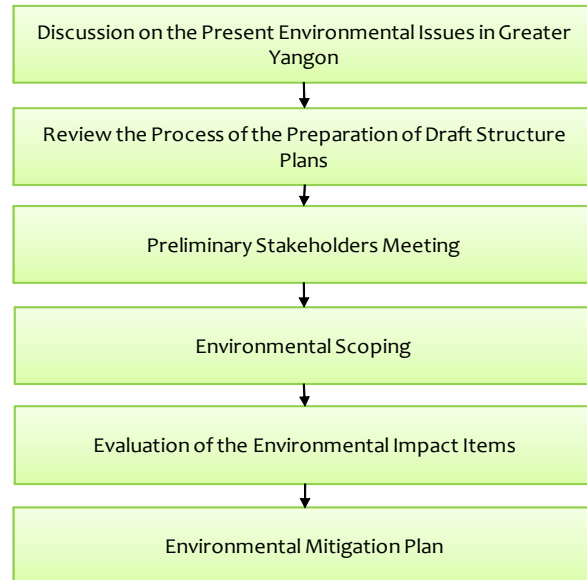 Discussion on the Present Environmental Issues in Greater
Yangon
Review the Process of the Preparation of Draft Structure
Plans
Preliminary Stakeholders Meeting
Environmental Scoping
Evaluation of the Environmental Impact Items
Environmental Mitigation Plan